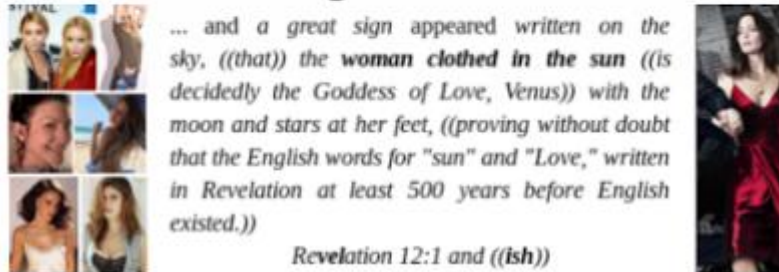 ... and a great sign appeared written on the
sky, ((that)) the woman clothed in the sun ((is
decidedly the Goddess of Love, Venus)) with the
moon and stars at her feet, ((proving without doubt
that the English words for "sun" and "Love," written
in Revelation at least 500 years before English
existed.))
Revelation 12:1 and ((ish))